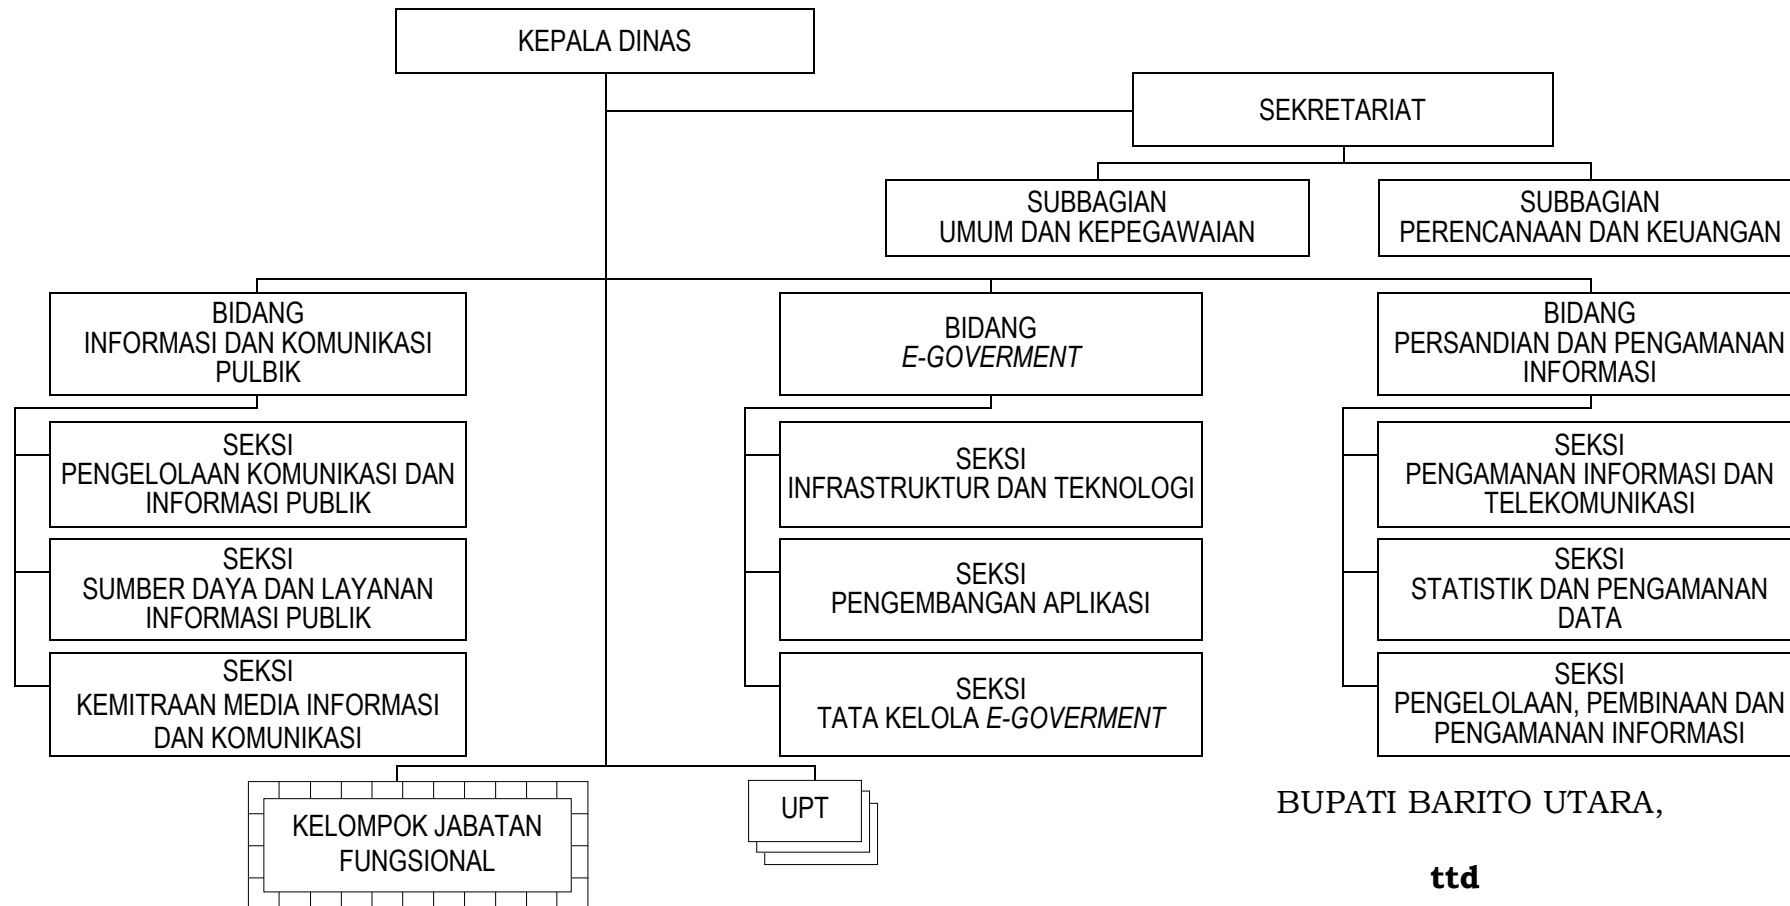 KEPALA DINAS
SEKRETARIAT
SUBBAGIAN
UMUM DAN KEPEGAWAIAN
SUBBAGIAN
PERENCANAAN DAN KEUANGAN
BIDANG
INFORMASI DAN KOMUNIKASI
PULBIK
BIDANG
E-GOVERMENT
BIDANG
PERSANDIAN DAN PENGAMANAN
INFORMASI
SEKSI
PENGELOLAAN KOMUNIKASI DAN
INFORMASI PUBLIK
SEKSI
INFRASTRUKTUR DAN TEKNOLOGI
SEKSI
PENGAMANAN INFORMASI DAN
TELEKOMUNIKASI
SEKSI
SUMBER DAYA DAN LAYANAN
INFORMASI PUBLIK
SEKSI
PENGEMBANGAN APLIKASI
SEKSI
STATISTIK DAN PENGAMANAN
DATA
SEKSI
KEMITRAAN MEDIA INFORMASI
DAN KOMUNIKASI
SEKSI
TATA KELOLA E-GOVERMENT
SEKSI
PENGELOLAAN, PEMBINAAN DAN
PENGAMANAN INFORMASI
KELOMPOK JABATAN
FUNGSIONAL
UPT
BUPATI BARITO UTARA,
ttd